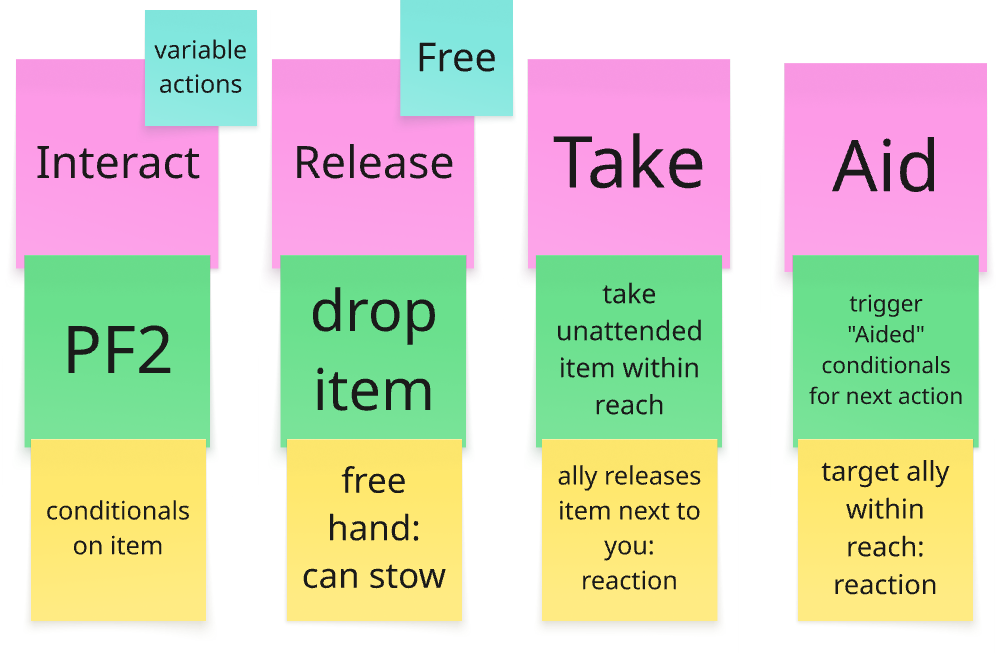 variable
actions
Interact
PF2
conditionals
on item
Free
Release
drop
item
free
hand:
can stow
Take
take
unattended
item within
reach
ally releases
item next to
you:
reaction
Aid
trigger
"Aided"
conditionals
for next action
target ally
within
reach:
reaction